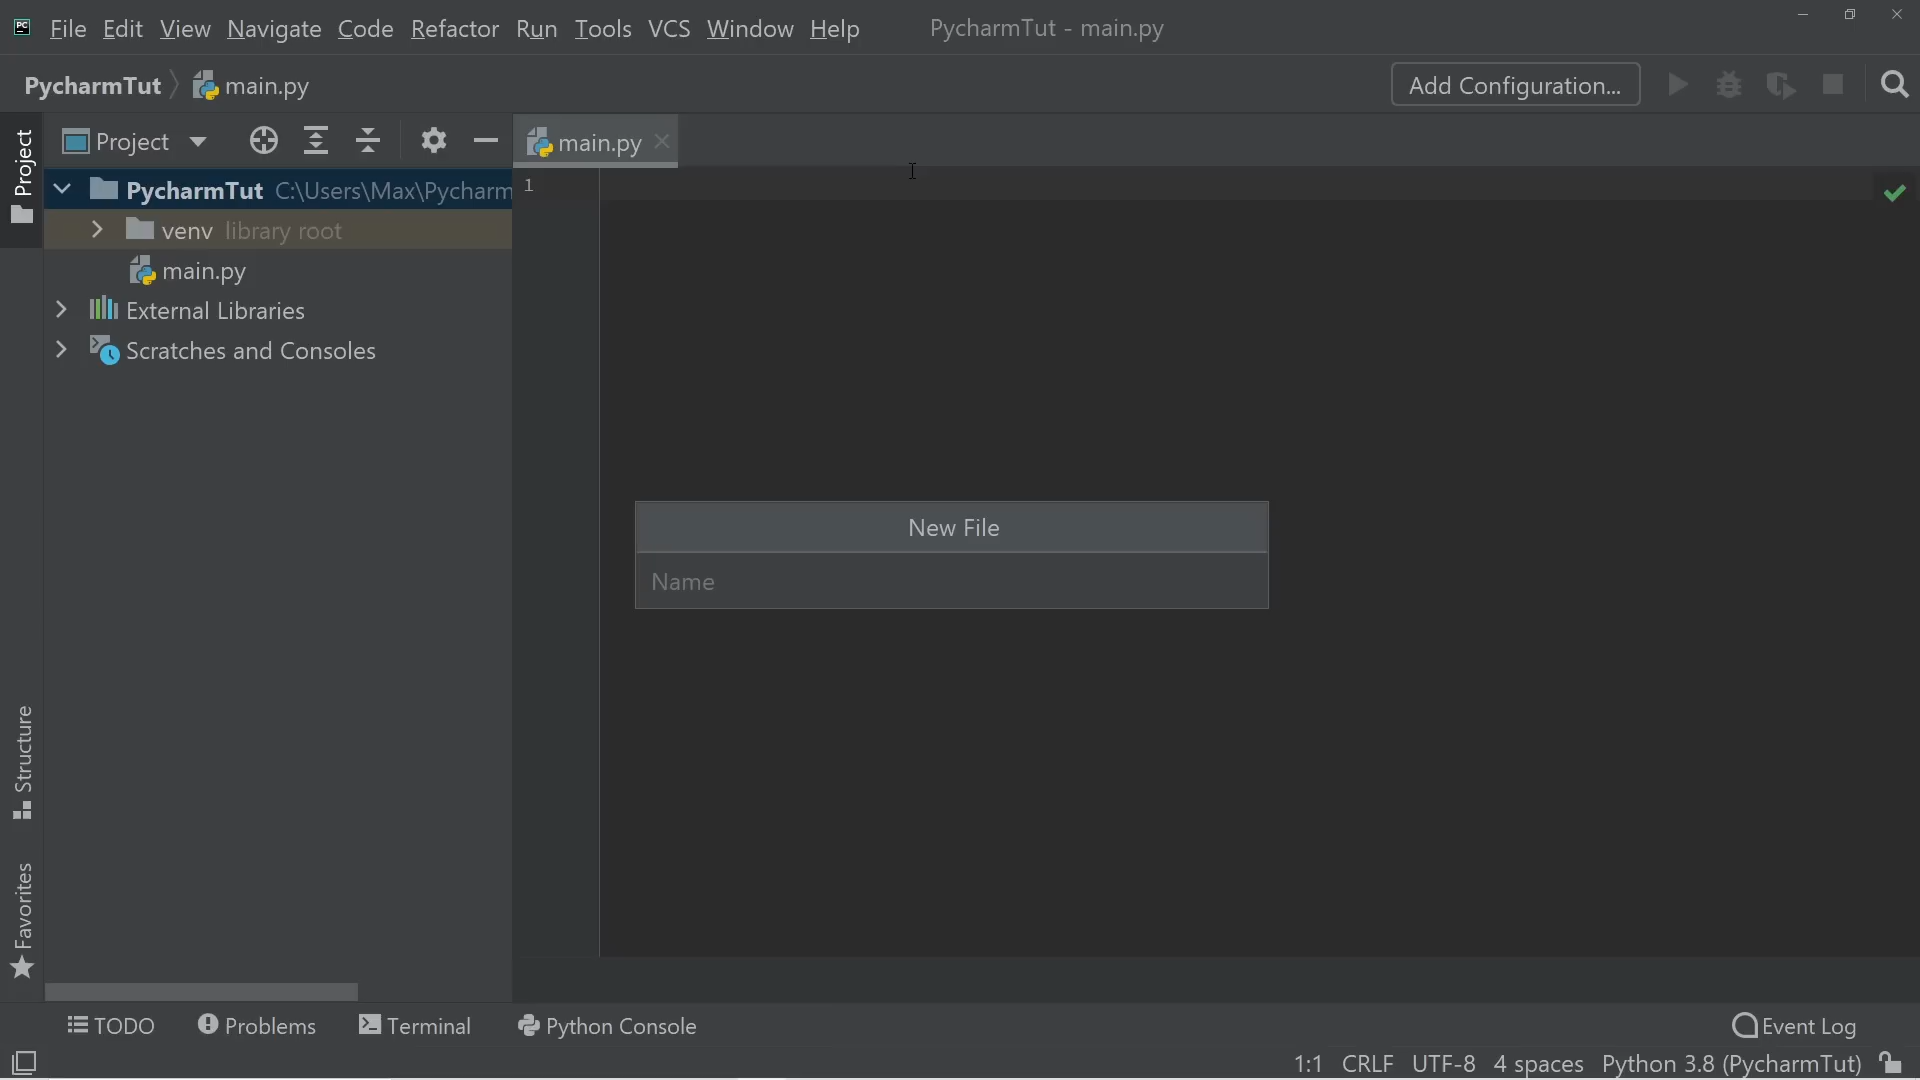 PC File Edit View Navigate Code Refactor Run Tools VCS Window Help PycharmTut - main.py
PycharmTut main.py Add Configuration...
Project main.py
Project
PycharmTut C:\Users\Max\Pycharm
1
venv library root
main.py
External Libraries
Scratches and Consoles
New File
Name
Structure
Favorites
TODO Problems Terminal Python Console Event Log
1:1 CRLF UTF-8 4 spaces Python 3.8 (PycharmTut)